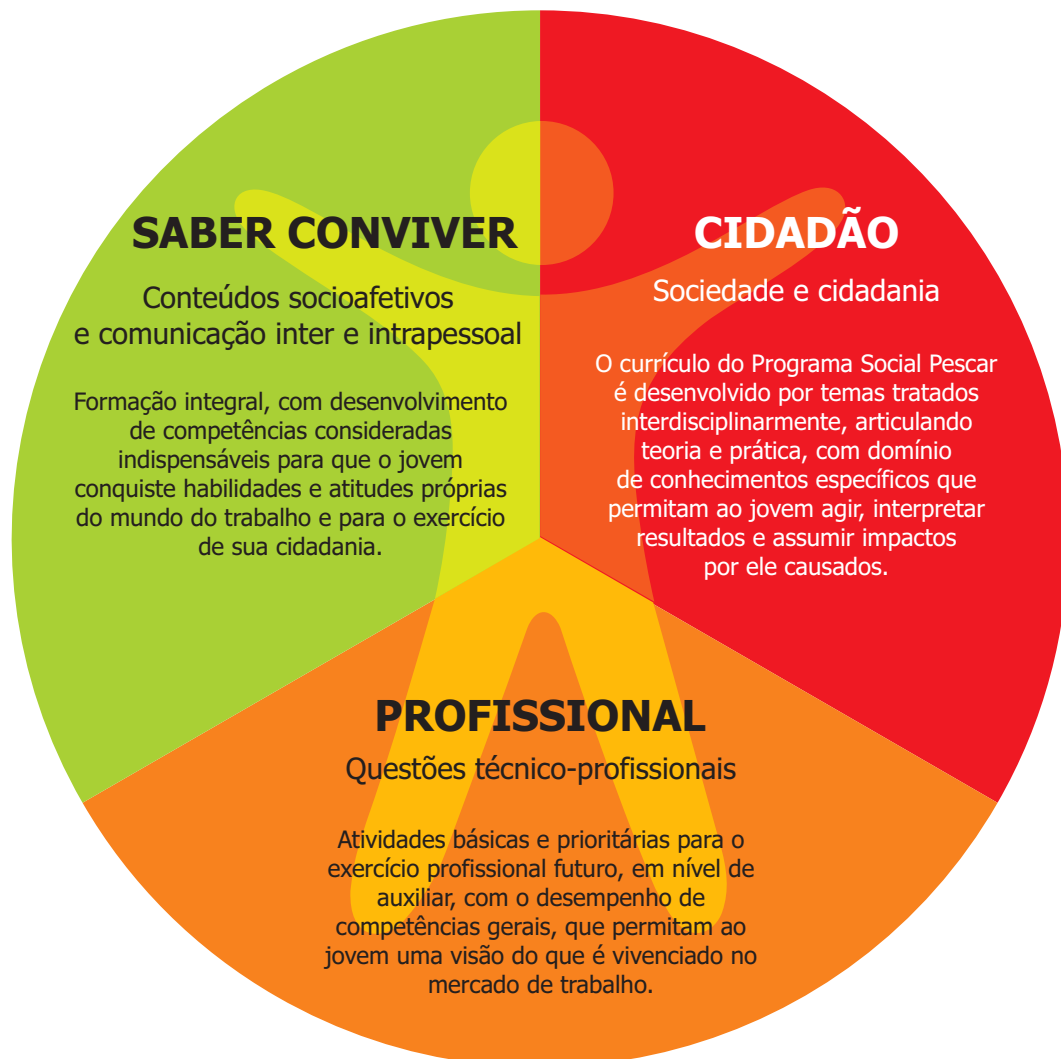 SABER CONVIVER
Conteúdos socioafetivos
e comunicação inter e intrapessoal
Formação integral, com desenvolvimento
de competências consideradas
indispensáveis para que o jovem
conquiste habilidades e atitudes próprias
do mundo do trabalho e para o exercício
de sua cidadania.
CIDADÃO
Sociedade e cidadania
O currículo do Programa Social Pescar
é desenvolvido por temas tratados
interdisciplinarmente, articulando
teoria e prática, com domínio
de conhecimentos específicos que
permitam ao jovem agir, interpretar
resultados e assumir impactos
por ele causados.
PROFISSIONAL
Questões técnico-profissionais
Atividades básicas e prioritárias para o
exercício profissional futuro, em nível de
auxiliar, com o desempenho de
competências gerais, que permitam ao
jovem uma visão do que é vivenciado no
mercado de trabalho.